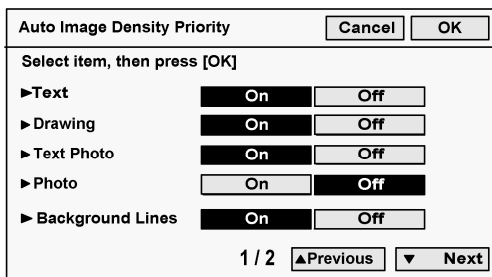 Auto Image Density Priority Cancel OK
Select item, then press [OK]
►Text On Off
►Drawing On Off
►Text Photo On Off
►Photo On Off
►Background Lines On Off
1 / 2 ▲Previous ▼ Next